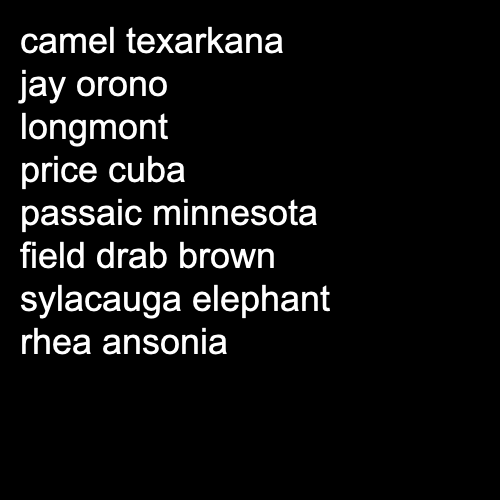 camel texarkana
jay orono
longmont
price cuba
passaic minnesota
field drab brown
sylacauga elephant
rhea ansonia